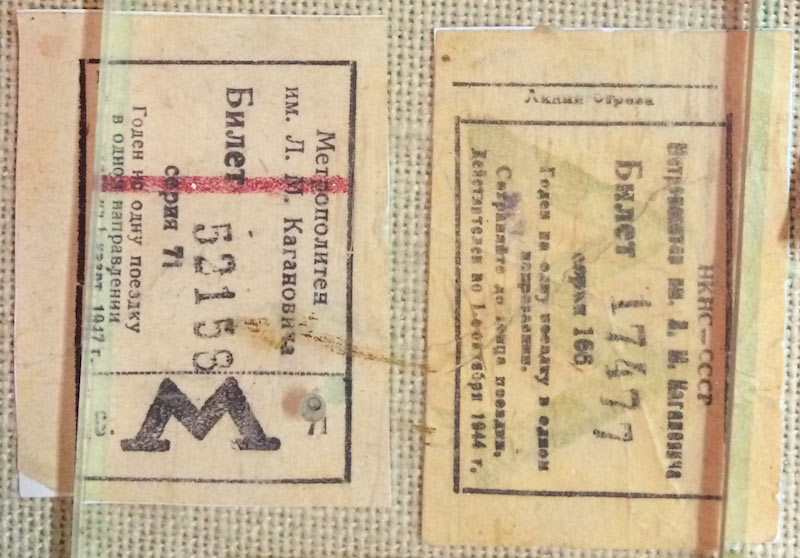 Метрополитен
им. Л. М. Кагановича
Билет 52158
серия 71
Годен на одну поездку
в одном направлении
1947 г.
М
Линия отреза
НКПС—СССР
Метрополитен им. Л. М. Кагановича
Билет 17477
серия 166
Годен на одну поездку в одном
направлении.
Сохраняйте до конца поездки.
Действителен по 1 октября 1944 г.